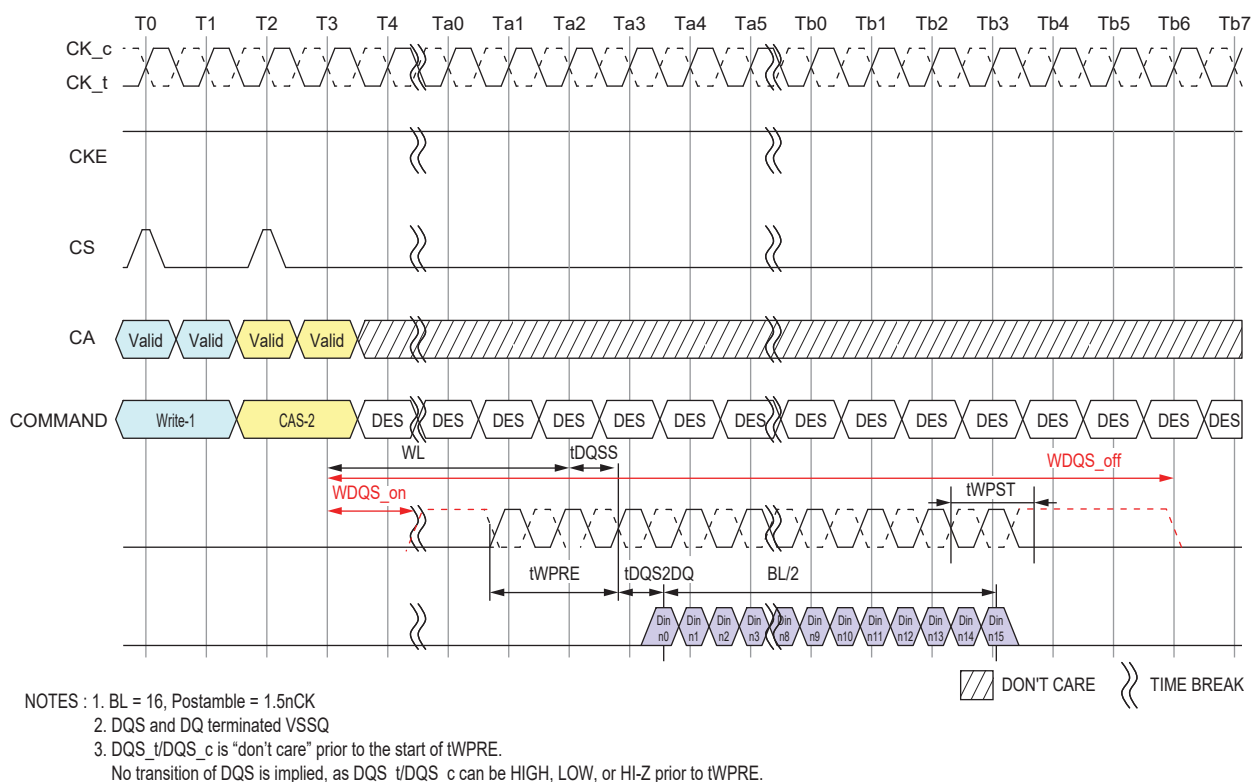 T0 T1 T2 T3 T4 Ta0 Ta1 Ta2 Ta3 Ta4 Ta5 Tb0 Tb1 Tb2 Tb3 Tb4 Tb5 Tb6 Tb7
CK_c
CK_t
CKE
CS
CA Valid Valid Valid Valid
COMMAND Write-1 CAS-2 DES DES DES DES DES DES DES DES DES DES DES DES DES DES DES
WL tDQSS
WDQS_off
WDQS_on tWPST
tWPRE tDQS2DQ BL/2
Din n0 Din n1 Din n2 Din n3 Din n8 Din n9 Din n10 Din n11 Din n12 Din n13 Din n14 Din n15
DON'T CARE TIME BREAK
NOTES : 1. BL = 16, Postamble = 1.5nCK
2. DQS and DQ terminated VSSQ
3. DQS_t/DQS_c is “don't care” prior to the start of tWPRE.
No transition of DQS is implied, as DQS_t/DQS_c can be HIGH, LOW, or HI-Z prior to tWPRE.